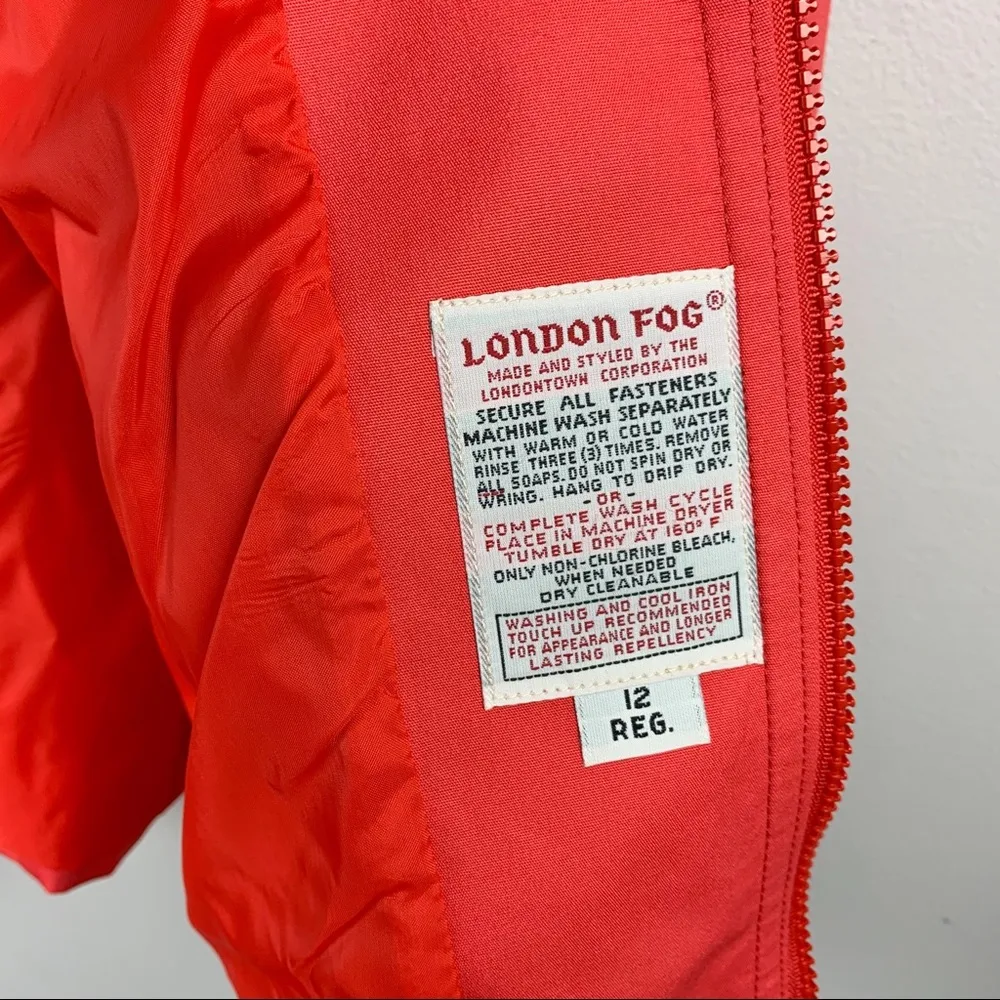 LONDON FOG®
MADE AND STYLED BY THE
LONDONTOWN CORPORATION
SECURE ALL FASTENERS
MACHINE WASH SEPARATELY
WITH WARM OR COLD WATER
RINSE THREE (3) TIMES. REMOVE
ALL SOAPS. DO NOT SPIN DRY OR
WRING. HANG TO DRIP DRY.
- OR -
COMPLETE WASH CYCLE
PLACE IN MACHINE DRYER
TUMBLE DRY AT 160° F
ONLY NON-CHLORINE BLEACH,
WHEN NEEDED
DRY CLEANABLE
WASHING AND COOL IRON
TOUCH UP RECOMMENDED
FOR APPEARANCE AND LONGER
LASTING REPELLENCY
12
REG.